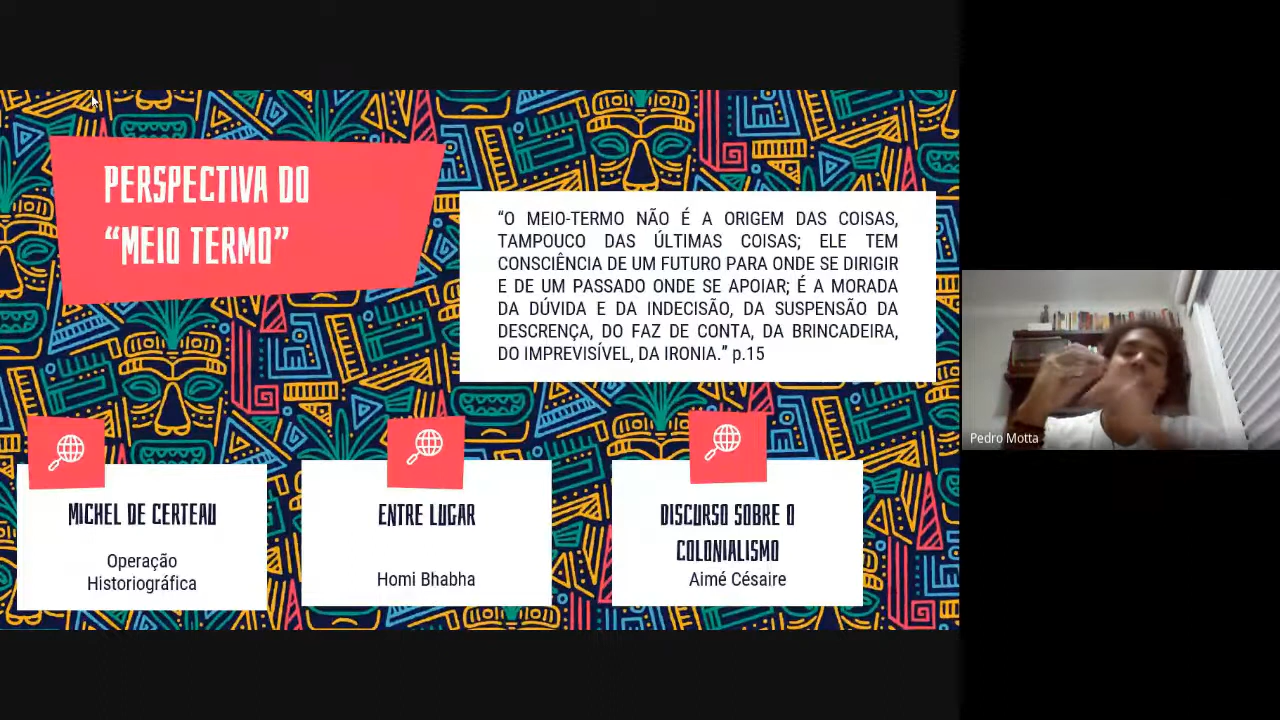 PERSPECTIVA DO
“MEIO TERMO”
“O MEIO-TERMO NÃO É A ORIGEM DAS COISAS,
TAMPOUCO DAS ÚLTIMAS COISAS; ELE TEM
CONSCIÊNCIA DE UM FUTURO PARA ONDE SE DIRIGIR
E DE UM PASSADO ONDE SE APOIAR; É A MORADA
DA DÚVIDA E DA INDECISÃO, DA SUSPENSÃO DA
DESCRENÇA, DO FAZ DE CONTA, DA BRINCADEIRA,
DO IMPREVISÍVEL, DA IRONIA.” p.15
MICHEL DE CERTEAU
Operação
Historiográfica
ENTRE LUGAR
Homi Bhabha
DISCURSO SOBRE O
COLONIALISMO
Aimé Césaire
Pedro Motta